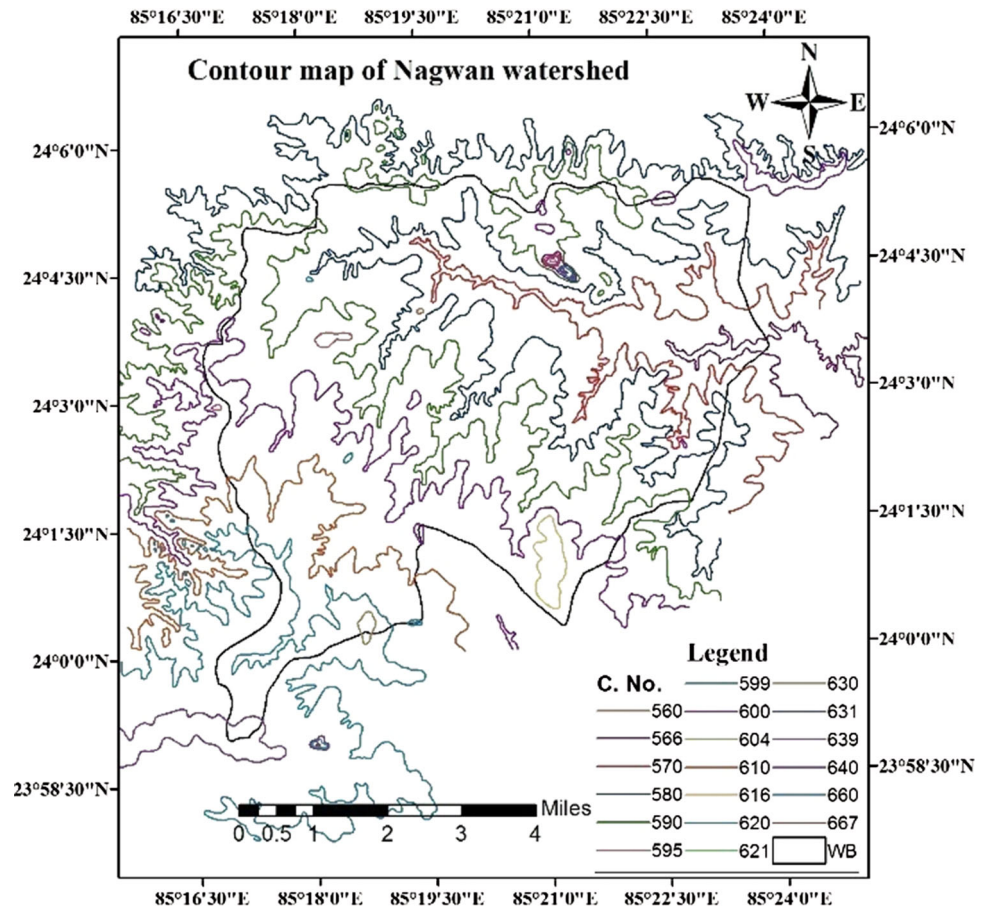 85°16'30"E 85°18'0"E 85°19'30"E 85°21'0"E 85°22'30"E 85°24'0"E
Contour map of Nagwan watershed
N
W E
S
24°6'0"N 24°6'0"N
24°4'30"N 24°4'30"N
24°3'0"N 24°3'0"N
24°1'30"N 24°1'30"N
24°0'0"N 24°0'0"N
23°58'30"N 23°58'30"N
Legend
C. No. 599 630
560 600 631
566 604 639
570 610 640
580 616 660
590 620 667
595 621 WB
Miles
0 0.5 1 2 3 4
85°16'30"E 85°18'0"E 85°19'30"E 85°21'0"E 85°22'30"E 85°24'0"E